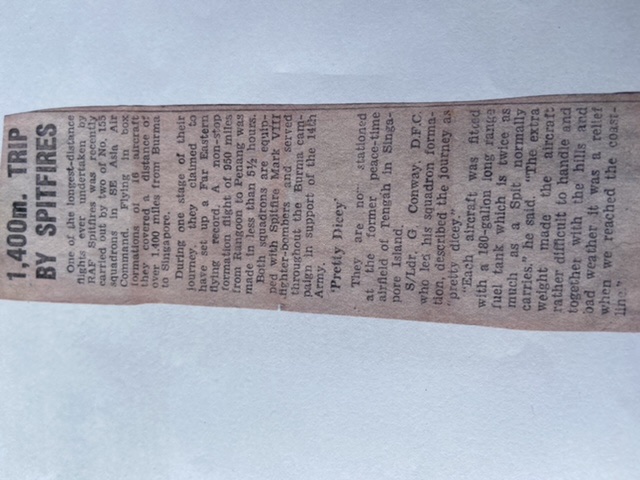 1,400m. TRIP
BY SPITFIRES
One of the longest-distance
flights ever undertaken by
RAF Spitfires was recently
carried out by two of No. 155
squadrons in South East Asia Air
Command. Flying in box
formations of 16 aircraft
they covered a distance of
over 1,400 miles from Burma
to Singapore.
During one stage of their
journey they claimed to
have set up a Far Eastern
flying record. A non-stop
formation flight of 950 miles
from Rangoon to Penang was
made in less than 5½ hours.
Both squadrons are equip-
ped with Spitfire Mark VIII
fighter-bombers and served
throughout the Burma cam-
paign in support of the 14th
Army.
'Pretty Dicey'
They are now stationed
at the former peace-time
airfield of Tengah in Singa-
pore Island.
S/Ldr. G. Conway, D.F.C.
who led his squadron forma-
tion, described the journey as
"pretty dicey."
"Each aircraft was fitted
with a 180-gallon long range
fuel tank which is twice as
much as a Spit normally
carries," he said. "The extra
weight made the aircraft
rather difficult to handle and
together with the hills and
bad weather it was a relief
when we reached the coast-
line."